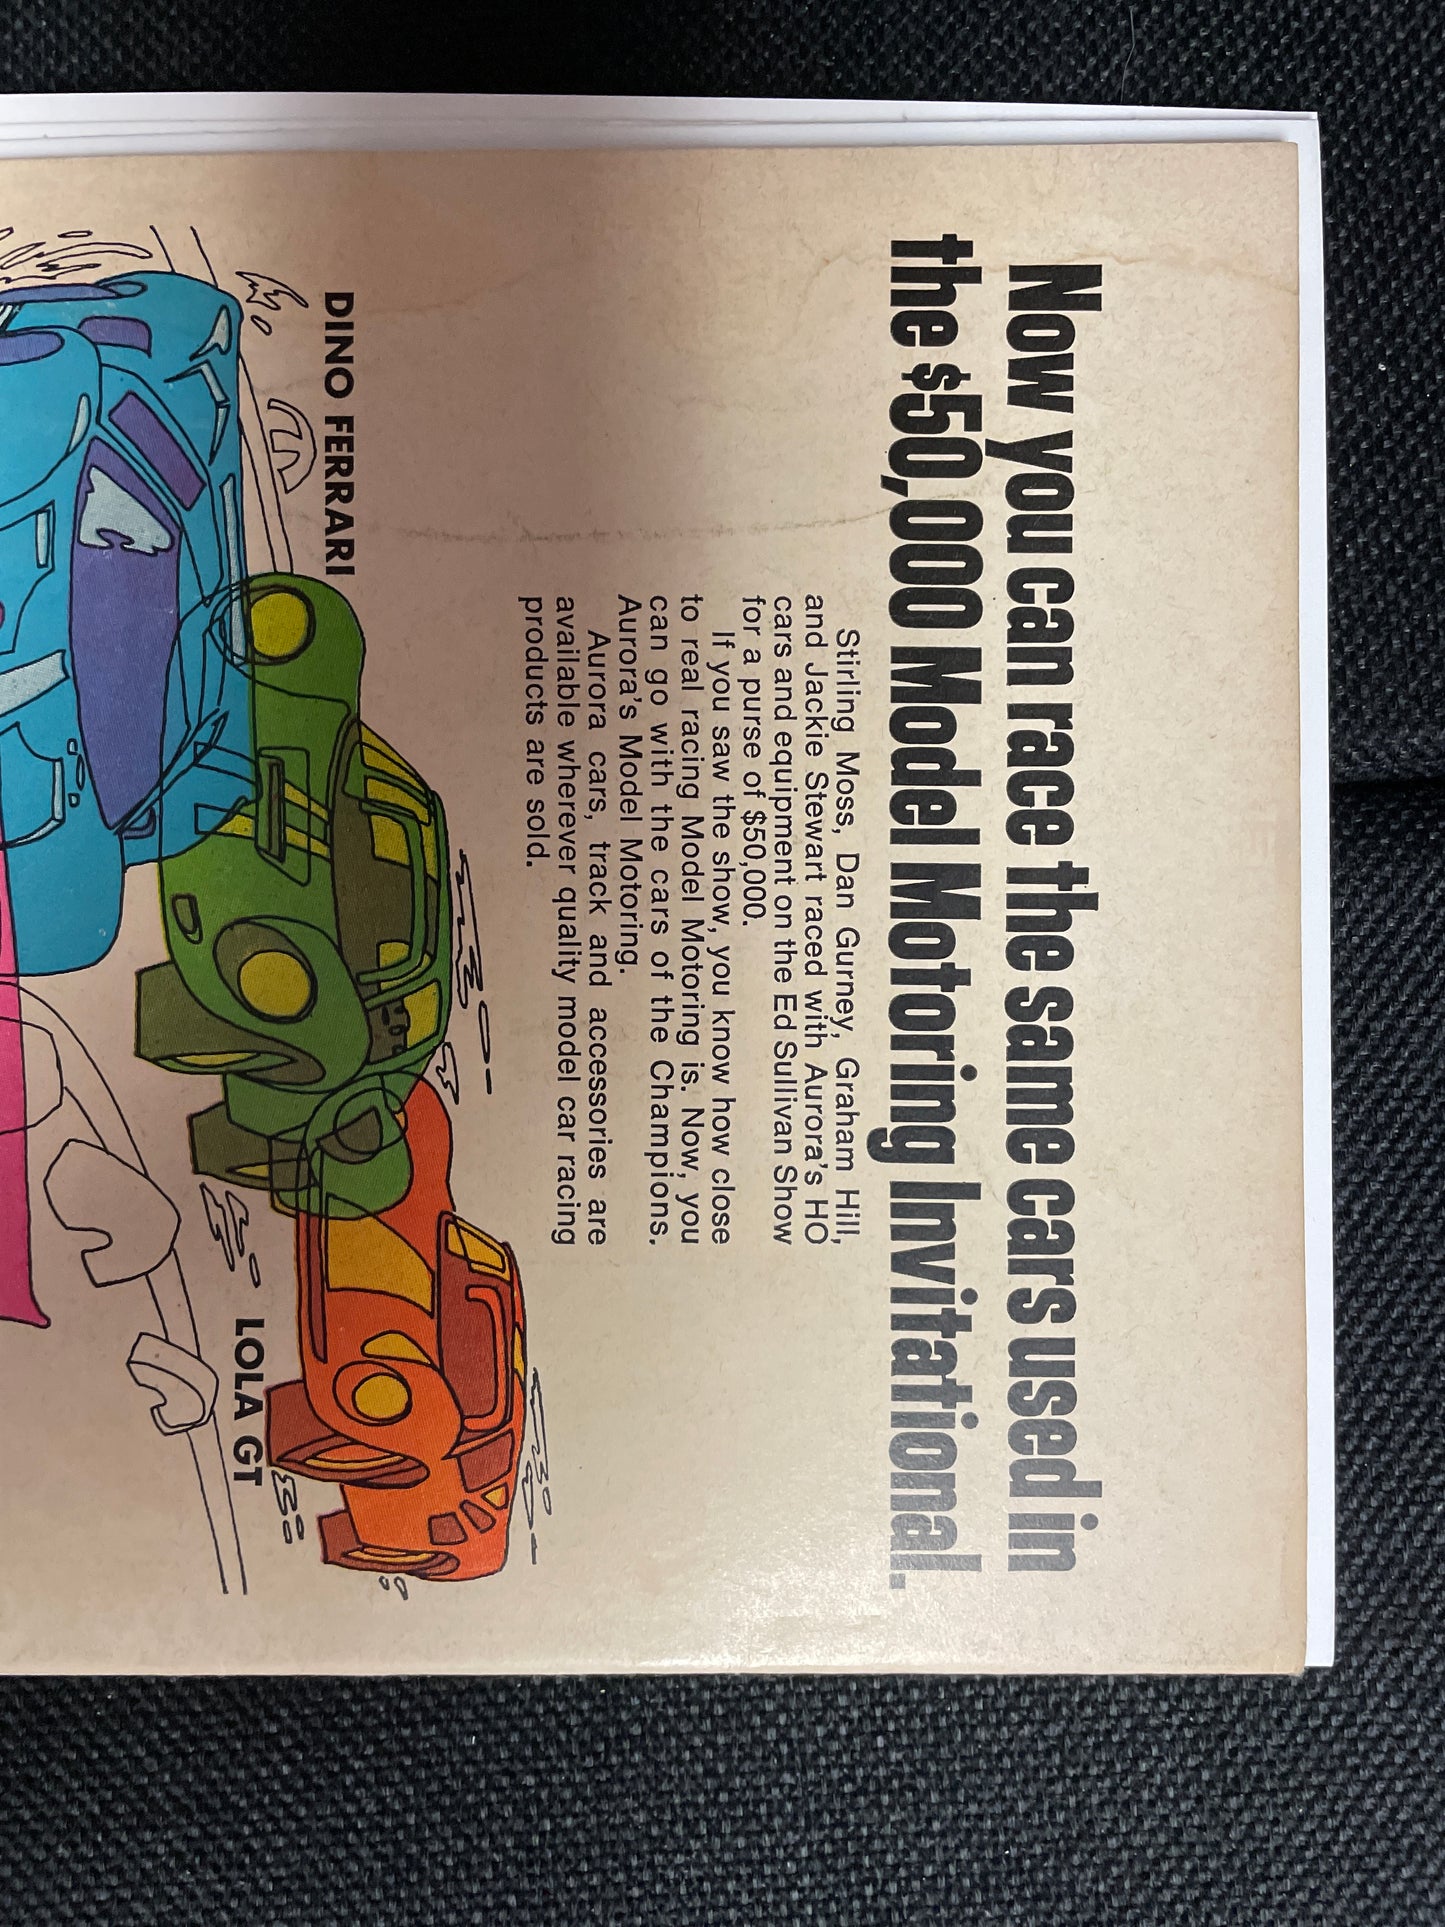 Now you can race the same cars used in
the $50,000 Model Motoring Invitational.
Stirling Moss, Dan Gurney, Graham Hill,
and Jackie Stewart raced with Aurora's HO
cars and equipment on the Ed Sullivan Show
for a purse of $50,000.
If you saw the show, you know how close
to real racing Model Motoring is. Now, you
can go with the cars of the Champions.
Aurora's Model Motoring.
Aurora cars, track and accessories are
available wherever quality model car racing
products are sold.
DINO FERRARI
LOLA GT